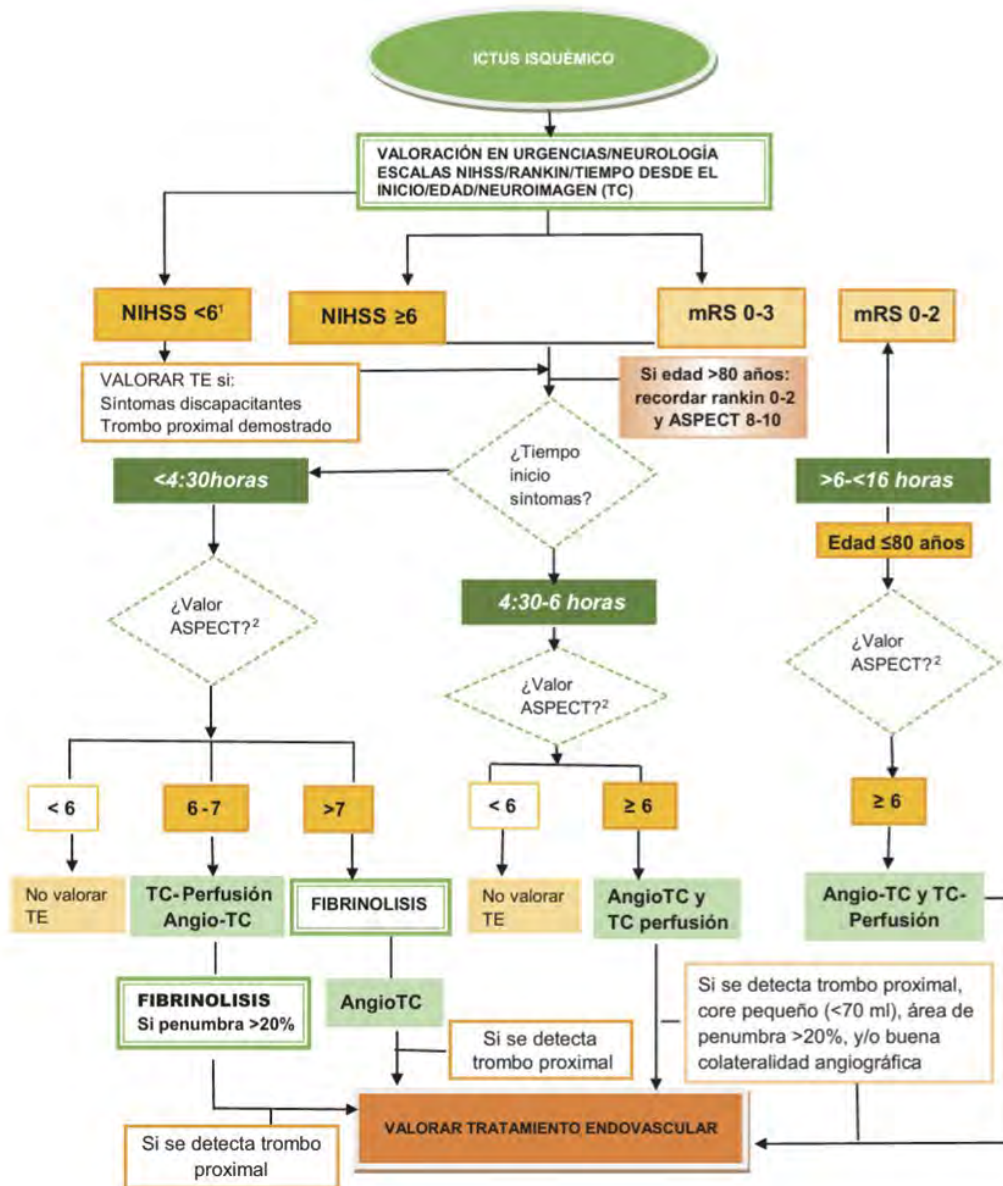 ICTUS ISQUÉMICO
VALORACIÓN EN URGENCIAS/NEUROLOGÍA
ESCALAS NIHSS/RANKIN/TIEMPO DESDE EL
INICIO/EDAD/NEUROIMAGEN (TC)
NIHSS <6¹
NIHSS ≥6
mRS 0-3
mRS 0-2
VALORAR TE si:
Síntomas discapacitantes
Trombo proximal demostrado
Si edad >80 años:
recordar rankin 0-2
y ASPECT 8-10
¿Tiempo
inicio
síntomas?
<4:30horas
>6-<16 horas
Edad ≤80 años
4:30-6 horas
¿Valor
ASPECT?²
¿Valor
ASPECT?²
¿Valor
ASPECT?²
< 6
6-7
>7
< 6
≥ 6
≥ 6
No valorar
TE
TC-Perfusión
Angio-TC
FIBRINOLISIS
No valorar
TE
AngioTC y
TC perfusión
Angio-TC y TC-
Perfusión
FIBRINOLISIS
Si penumbra >20%
AngioTC
Si se detecta
trombo proximal
Si se detecta trombo proximal,
core pequeño (<70 ml), área de
penumbra >20%, y/o buena
colateralidad angiográfica
VALORAR TRATAMIENTO ENDOVASCULAR
Si se detecta trombo
proximal